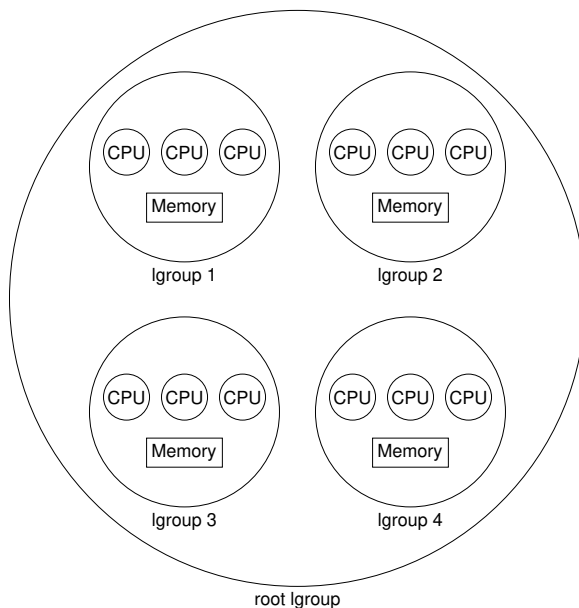 CPU CPU CPU CPU CPU CPU
Memory Memory
lgroup 1 lgroup 2
CPU CPU CPU CPU CPU CPU
Memory Memory
lgroup 3 lgroup 4
root lgroup